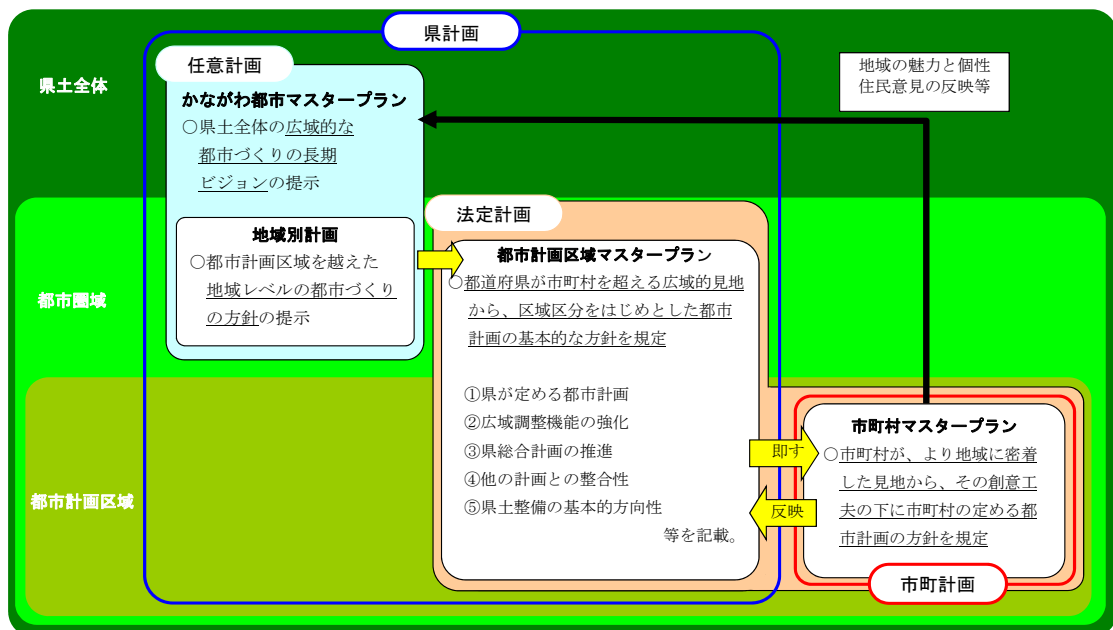 県計画
任意計画
県土全体
かながわ都市マスタープラン
○県土全体の広域的な
都市づくりの長期
ビジョンの提示
地域の魅力と個性
住民意見の反映等
都市圏域
地域別計画
○都市計画区域を越えた
地域レベルの都市づくり
の方針の提示
法定計画
都市計画区域マスタープラン
○都道府県が市町村を超える広域的見地
から、区域区分をはじめとした都市
計画の基本的な方針を規定
①県が定める都市計画
②広域調整機能の強化
③県総合計画の推進
④他の計画との整合性
⑤県土整備の基本的方向性
等を記載。
都市計画区域
即す
反映
市町村マスタープラン
○市町村が、より地域に密着
した見地から、その創意工
夫の下に市町村の定める都
市計画の方針を規定
市町計画